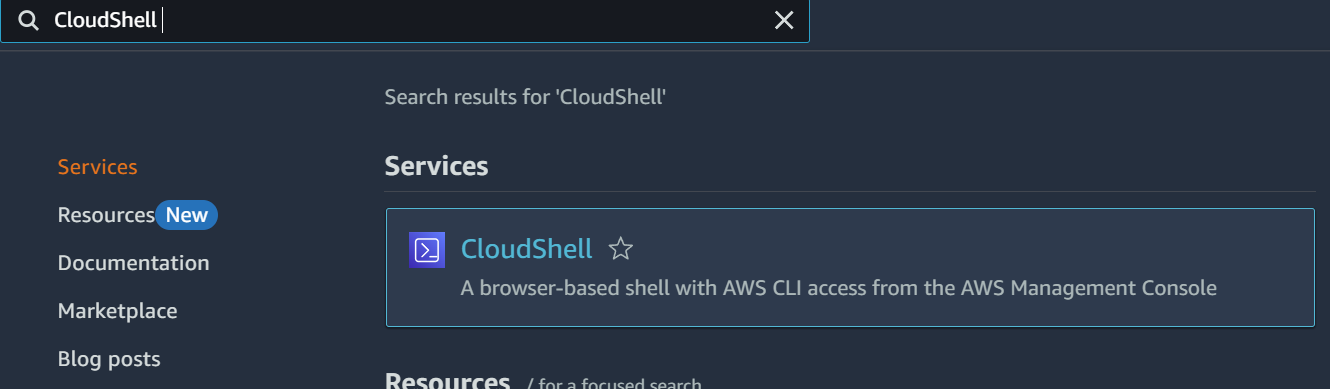 CloudShell
Search results for 'CloudShell'
Services
Resources New
Documentation
Marketplace
Blog posts
Services
CloudShell
A browser-based shell with AWS CLI access from the AWS Management Console
Resources / for a focused search